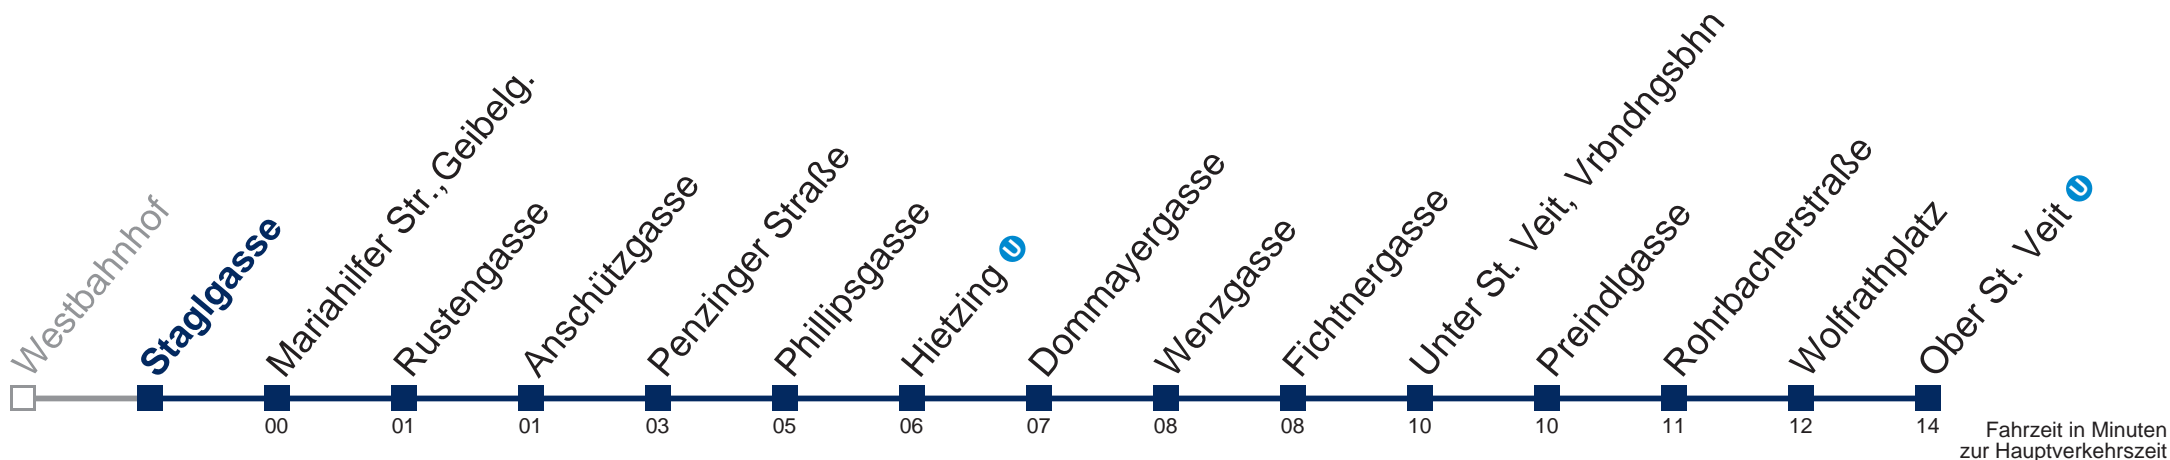 Westbahnhof
Staglgasse
Mariahilfer Str., Geibelg.
Rustengasse
Anschützgasse
Penzinger Straße
Phillipsgasse
Hietzing U
Dommayergasse
Wenzgasse
Fichtnergasse
Unter St. Veit, Vrbndngsbhn
Preindlgasse
Rohrbacherstraße
Wolfrathplatz
Ober St. Veit U
00 01 01 03 05 06 07 08 08 10 10 11 12 14
Fahrzeit in Minuten
zur Hauptverkehrszeit